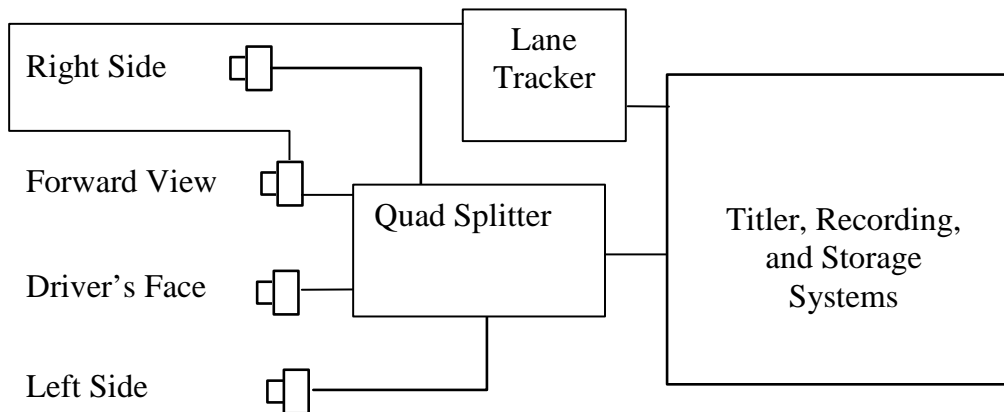 Right Side
Lane
Tracker
Forward View
Quad Splitter
Driver's Face
Left Side
Titler, Recording,
and Storage
Systems